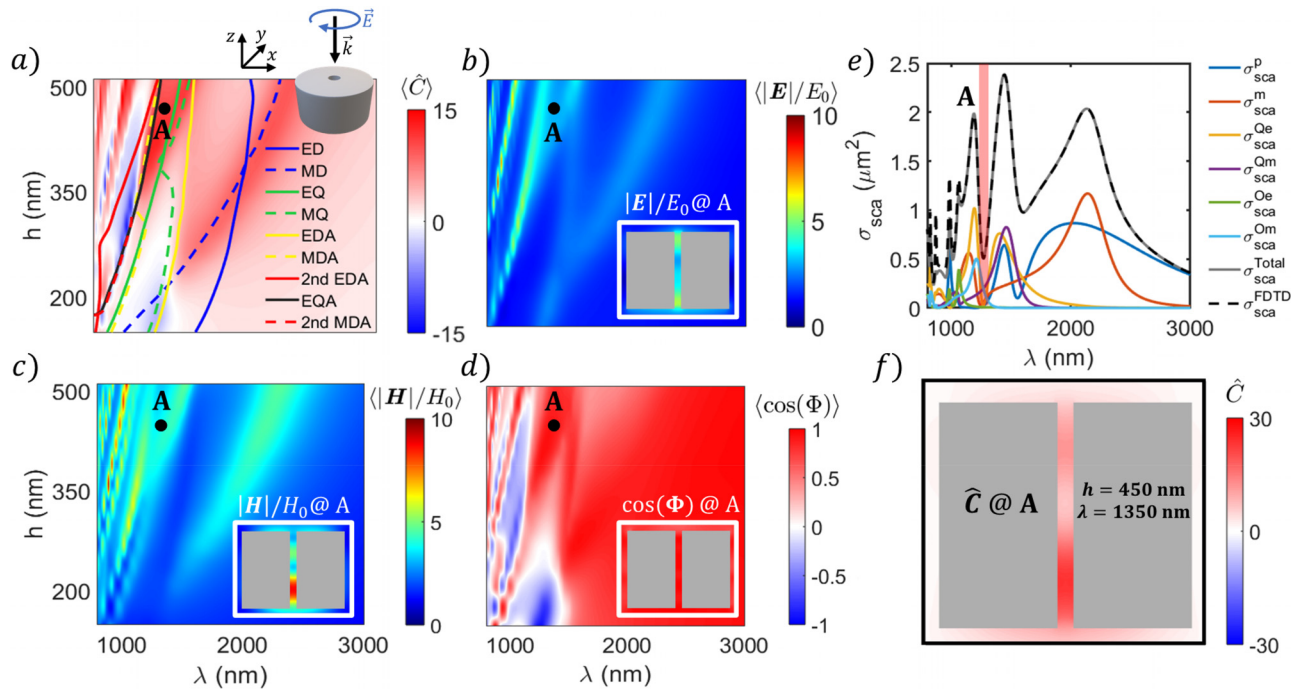 a)
z
y
x
E⃗
k⃗
⟨Ĉ⟩
500
350
200
h (nm)
A
ED
MD
EQ
MQ
EDA
MDA
2nd EDA
EQA
2nd MDA
15
0
-15
b)
⟨|E|/E₀⟩
A
|E|/E₀@ A
10
5
0
e)
2.5
2
1.5
1
0.5
0
σsca (μm²)
A
1000 2000 3000
λ (nm)
σᵖsca
σᵐsca
σQesca
σQmsca
σOesca
σOmsca
σTotalsca
σFDTDsca
c)
⟨|H|/H₀⟩
500
350
200
h (nm)
A
|H|/H₀@ A
1000 2000 3000
λ (nm)
10
5
0
d)
⟨cos(Φ)⟩
A
cos(Φ) @ A
1000 2000 3000
λ (nm)
1
0.5
0
-0.5
-1
f)
Ĉ
Ĉ @ A
h = 450 nm
λ = 1350 nm
30
0
-30